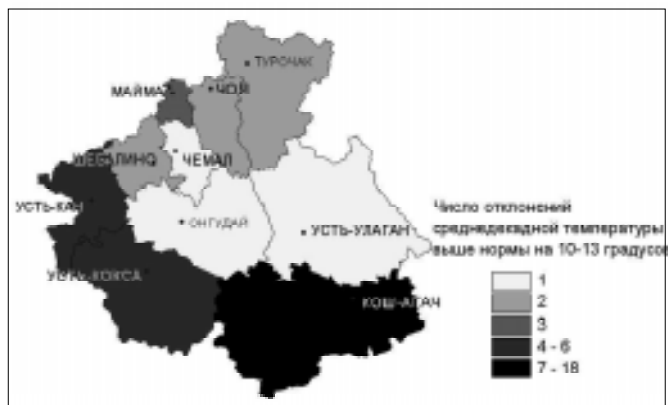 ТУРОЧАК
МАЙМА
ЧОЯ
ШЕБАЛИНО
ЧЕМАЛ
УСТЬ-КАН
ОНГУДАЙ
УСТЬ-УЛАГАН
УСТЬ-КОКСА
КОШ-АГАЧ
Число отклонений
среднедекадной температуры
выше нормы на 10-13 градусов
1
2
3
4 - 6
7 - 18